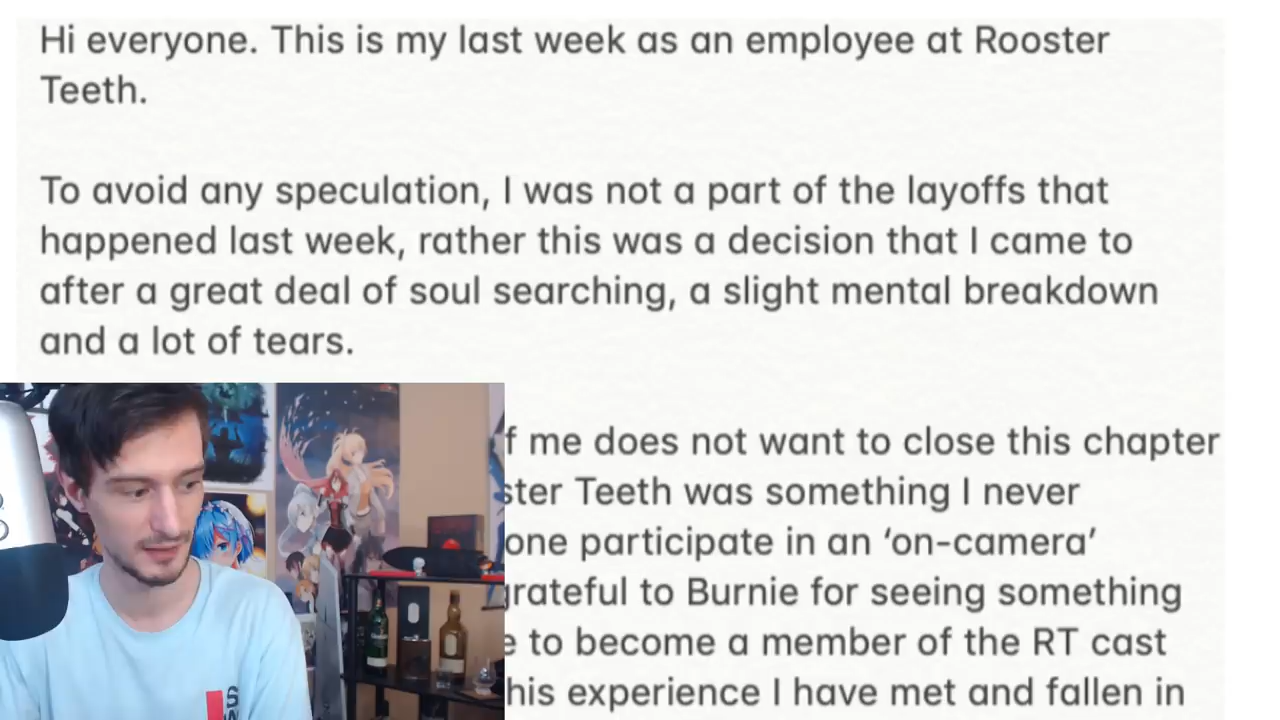 Hi everyone. This is my last week as an employee at Rooster
Teeth.
To avoid any speculation, I was not a part of the layoffs that
happened last week, rather this was a decision that I came to
after a great deal of soul searching, a slight mental breakdown
and a lot of tears.
f me does not want to close this chapter
ster Teeth was something I never
one participate in an ‘on-camera’
grateful to Burnie for seeing something
e to become a member of the RT cast
his experience I have met and fallen in